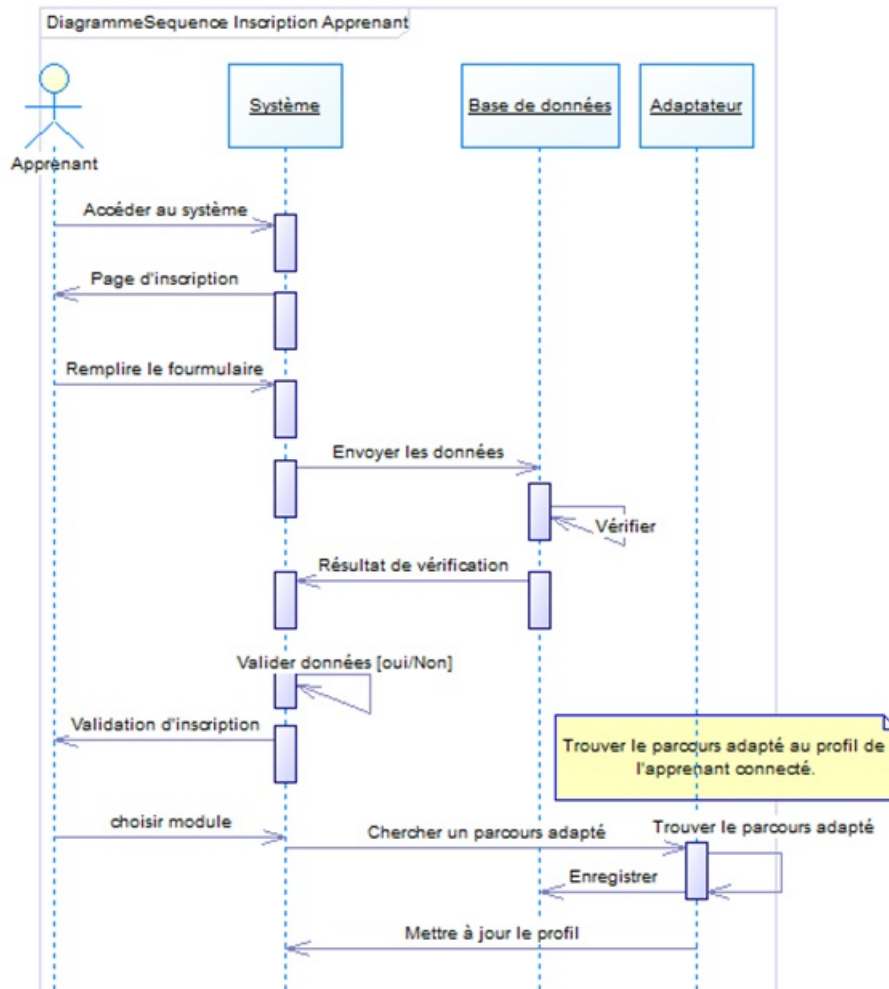 DiagrammeSequence Inscription Apprenant
Système
Base de données
Adaptateur
Apprenant
Accéder au système
Page d'inscription
Remplire le fourmulaire
Envoyer les données
Vérifier
Résultat de vérification
Valider données [oui/Non]
Validation d'inscription
Trouver le parcours adapté au profil de
l'apprenant connecté.
choisir module
Chercher un parcours adapté
Trouver le parcours adapté
Enregistrer
Mettre à jour le profil